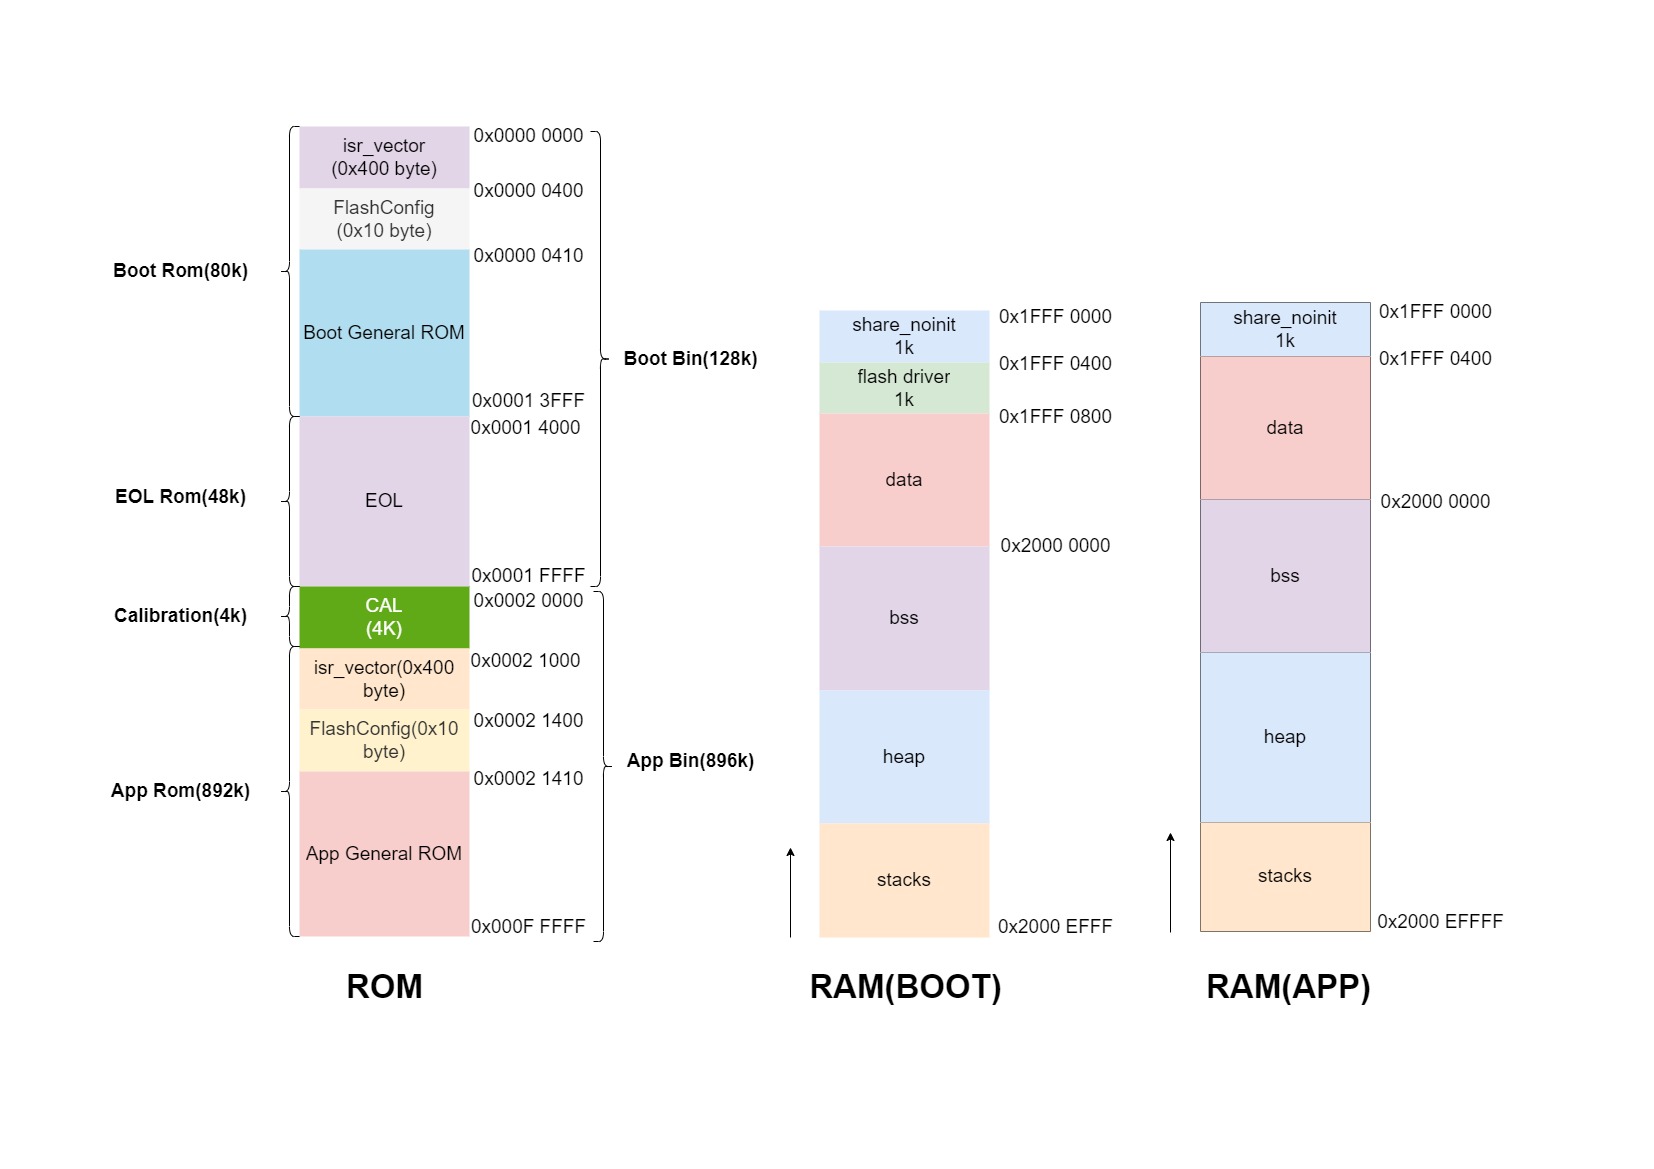 isr_vector
(0x400 byte)
0x0000 0000
0x0000 0400
FlashConfig
(0x10 byte)
0x0000 0410
Boot Rom(80k)
Boot General ROM
Boot Bin(128k)
0x0001 3FFF
0x0001 4000
EOL Rom(48k)
EOL
0x0001 FFFF
0x0002 0000
Calibration(4k)
CAL
(4K)
isr_vector(0x400
byte)
0x0002 1000
FlashConfig(0x10
byte)
0x0002 1400
0x0002 1410
App Rom(892k)
App Bin(896k)
App General ROM
0x000F FFFF
ROM
share_noinit
1k
0x1FFF 0000
0x1FFF 0400
flash driver
1k
0x1FFF 0800
data
0x2000 0000
bss
heap
stacks
0x2000 EFFF
RAM(BOOT)
share_noinit
1k
0x1FFF 0000
0x1FFF 0400
data
0x2000 0000
bss
heap
stacks
0x2000 EFFFF
RAM(APP)